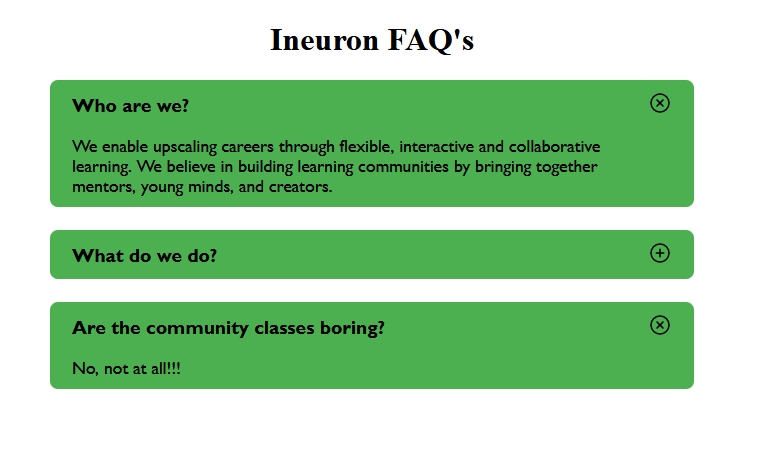 Ineuron FAQ's
Who are we?
We enable upscaling careers through flexible, interactive and collaborative
learning. We believe in building learning communities by bringing together
mentors, young minds, and creators.
What do we do?
Are the community classes boring?
No, not at all!!!